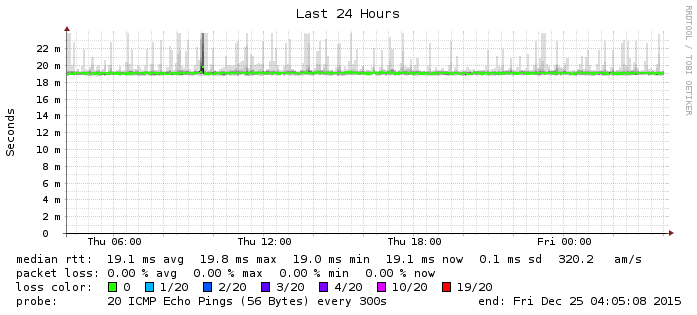 Last 24 Hours
RRDTOOL / TOBI OETIKER
Seconds
22 m
20 m
18 m
16 m
14 m
12 m
10 m
8 m
6 m
4 m
2 m
0
Thu 06:00 Thu 12:00 Thu 18:00 Fri 00:00
median rtt: 19.1 ms avg 19.8 ms max 19.0 ms min 19.1 ms now 0.1 ms sd 320.2 am/s
packet loss: 0.00 % avg 0.00 % max 0.00 % min 0.00 % now
loss color: 0 1/20 2/20 3/20 4/20 10/20 19/20
probe: 20 ICMP Echo Pings (56 Bytes) every 300s end: Fri Dec 25 04:05:08 2015